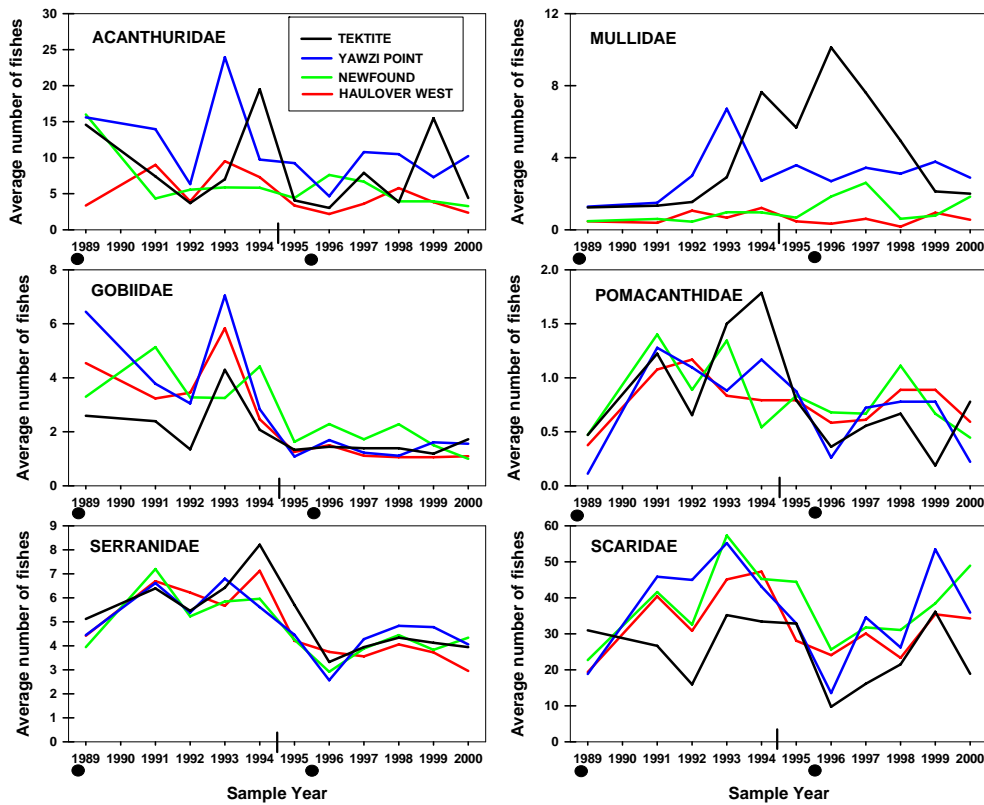 ACANTHURIDAE
TEKTITE
YAWZI POINT
NEWFOUND
HAULOVER WEST
Average number of fishes
30
25
20
15
10
5
0
1989 1990 1991 1992 1993 1994 1995 1996 1997 1998 1999 2000
MULLIDAE
Average number of fishes
12
8
4
0
1989 1990 1991 1992 1993 1994 1995 1996 1997 1998 1999 2000
GOBIIDAE
Average number of fishes
8
6
4
2
0
1989 1990 1991 1992 1993 1994 1995 1996 1997 1998 1999 2000
POMACANTHIDAE
Average number of fishes
2.0
1.5
1.0
0.5
0.0
1989 1990 1991 1992 1993 1994 1995 1996 1997 1998 1999 2000
SERRANIDAE
Average number of fishes
9
8
7
6
5
4
3
2
1
0
1989 1990 1991 1992 1993 1994 1995 1996 1997 1998 1999 2000
Sample Year
SCARIDAE
Average number of fishes
60
50
40
30
20
10
0
1989 1990 1991 1992 1993 1994 1995 1996 1997 1998 1999 2000
Sample Year